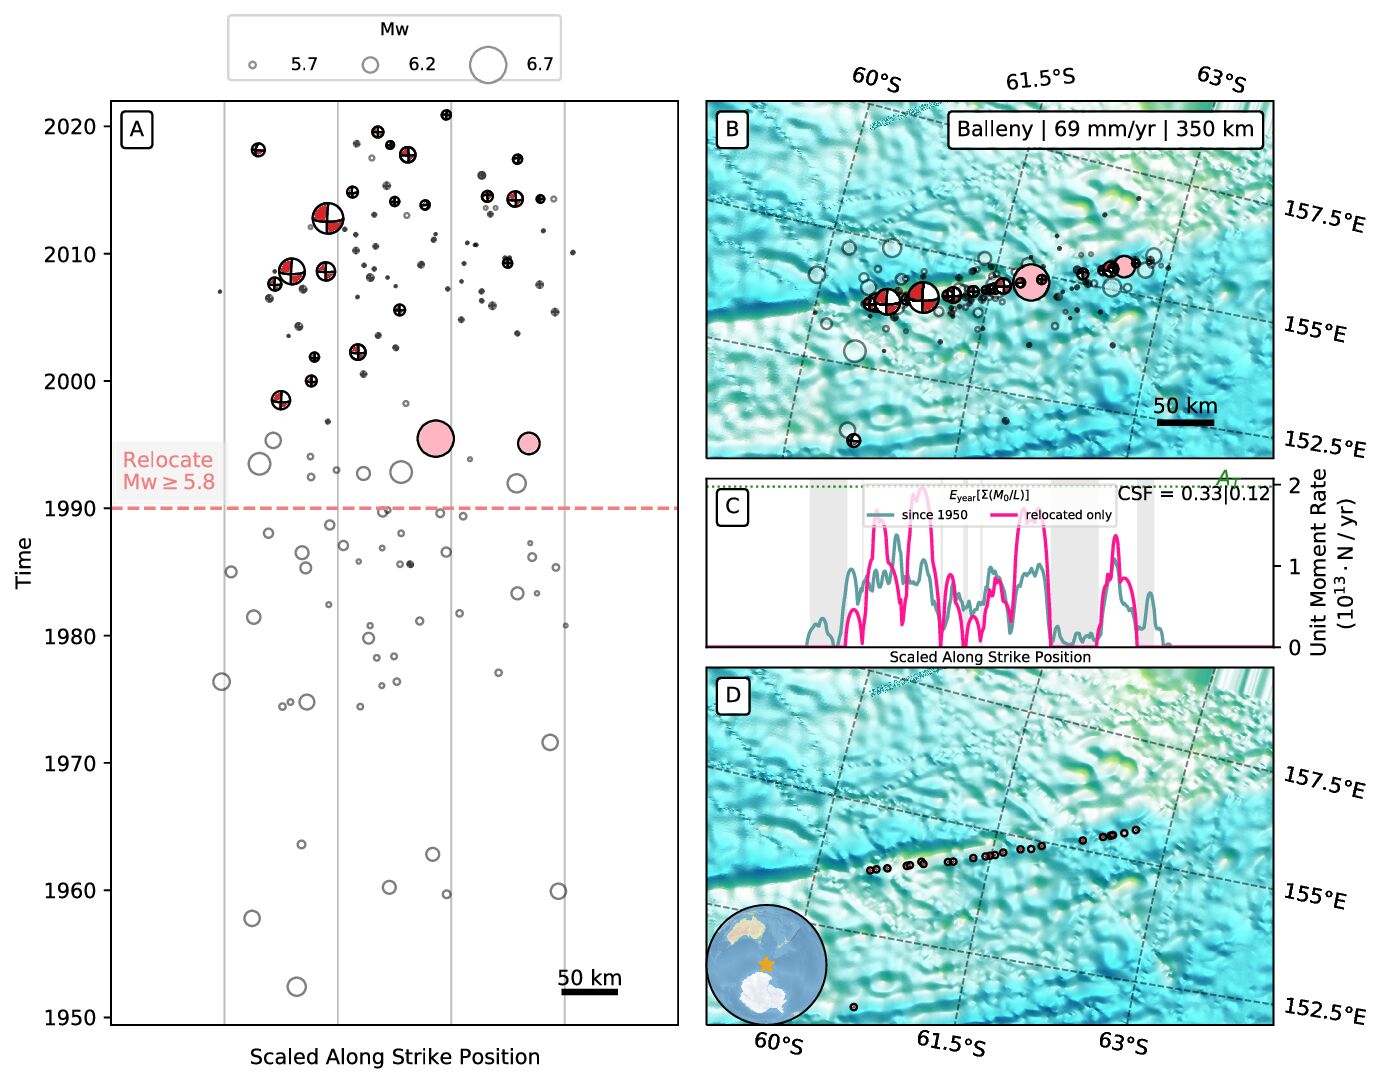 Mw
5.7 6.2 6.7
A
2020
2010
2000
1990
1980
1970
1960
1950
Time
Relocate
Mw ≥ 5.8
50 km
Scaled Along Strike Position
60°S 61.5°S 63°S
B
Balleny | 69 mm/yr | 350 km
157.5°E
155°E
152.5°E
50 km
C
E_year[Σ(M₀/L)]
since 1950 relocated only
CSF = 0.33|0.12
2
1
0
Unit Moment Rate
(10¹³ · N / yr)
Scaled Along Strike Position
D
157.5°E
155°E
152.5°E
60°S 61.5°S 63°S